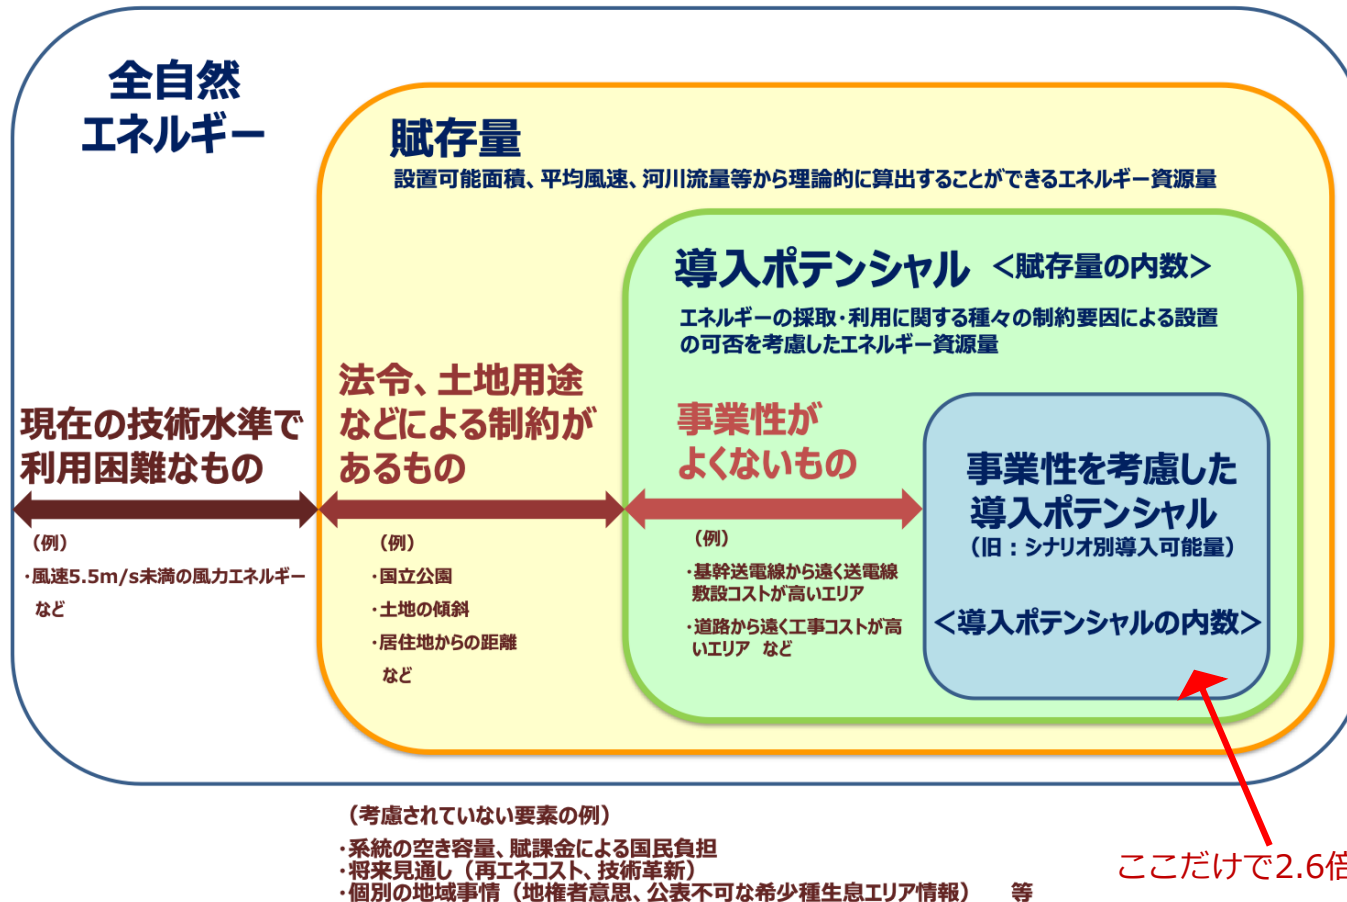 全自然
エネルギー
賦存量
設置可能面積、平均風速、河川流量等から理論的に算出することができるエネルギー資源量
導入ポテンシャル ＜賦存量の内数＞
エネルギーの採取・利用に関する種々の制約要因による設置
の可否を考慮したエネルギー資源量
現在の技術水準で
利用困難なもの
（例）
・風速5.5m/s未満の風力エネルギー
など
法令、土地用途
などによる制約が
あるもの
（例）
・国立公園
・土地の傾斜
・居住地からの距離
など
事業性が
よくないもの
（例）
・基幹送電線から遠く送電線
敷設コストが高いエリア
・道路から遠く工事コストが高
いエリア など
事業性を考慮した
導入ポテンシャル
（旧：シナリオ別導入可能量）
＜導入ポテンシャルの内数＞
（考慮されていない要素の例）
・系統の空き容量、賦課金による国民負担
・将来見通し（再エネコスト、技術革新）
・個別の地域事情（地権者意思、公表不可な希少種生息エリア情報） 等
ここだけで2.6倍